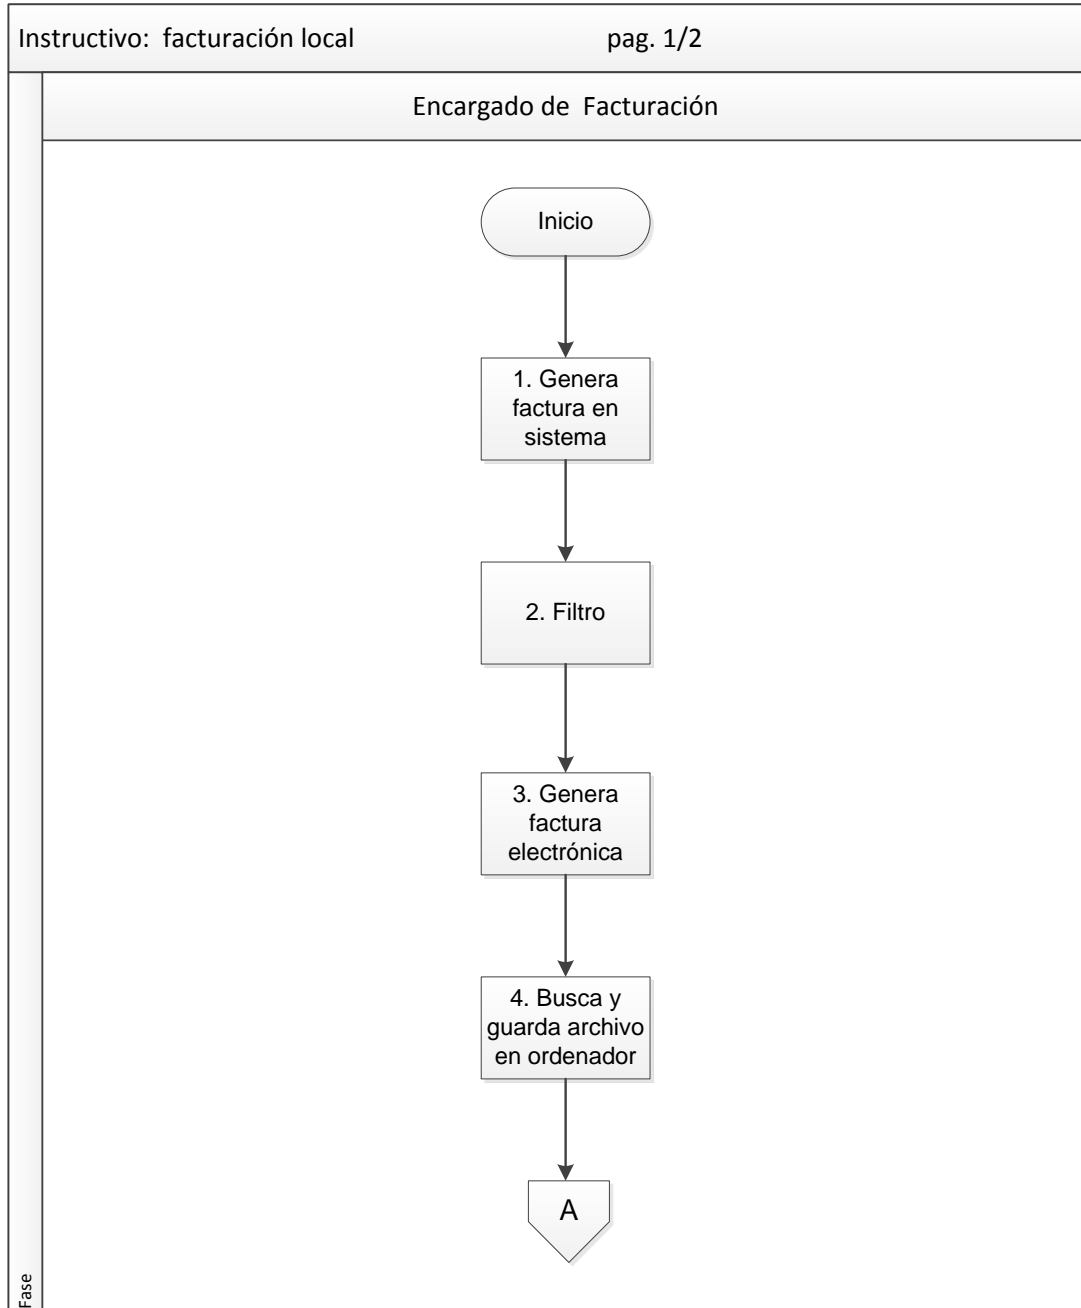 Instructivo:  facturación local pag. 1/2
Encargado de  Facturación
Inicio
1. Genera
factura en
sistema
2. Filtro
3. Genera
factura
electrónica
4. Busca y
guarda archivo
en ordenador
A
Fase